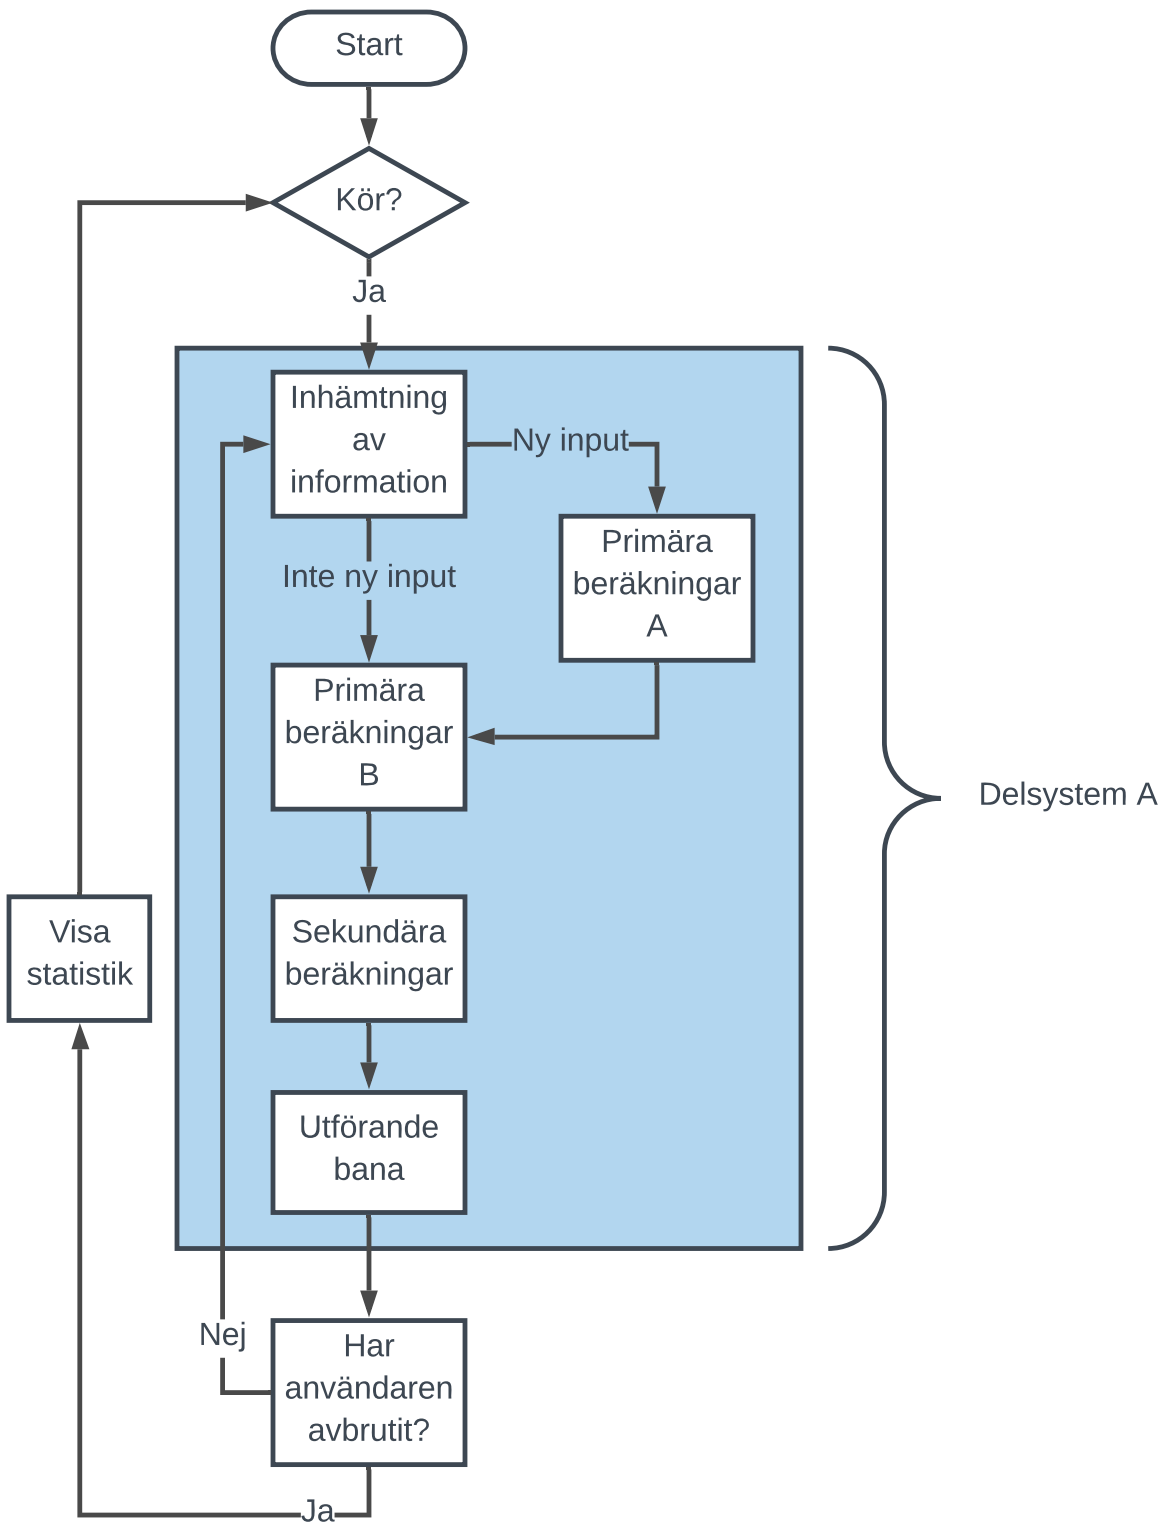 Start
Kör?
Ja
Inhämtning
av
information
Ny input
Primära
beräkningar
A
Inte ny input
Primära
beräkningar
B
Delsystem A
Sekundära
beräkningar
Visa
statistik
Utförande
bana
Nej
Har
användaren
avbrutit?
Ja